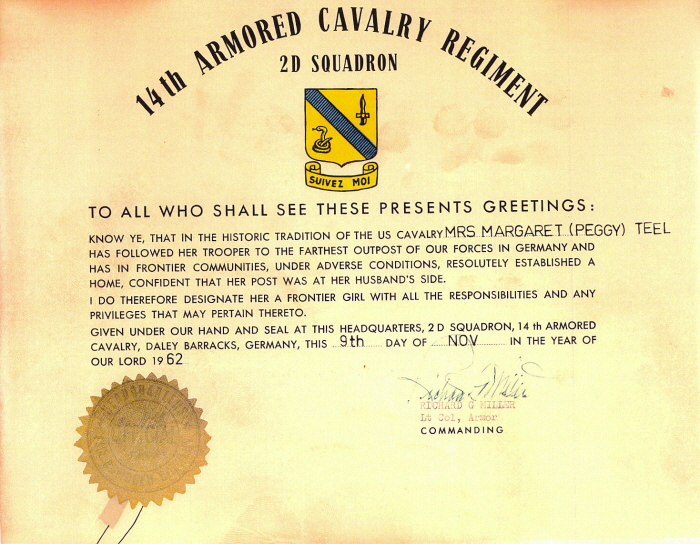 14th ARMORED CAVALRY REGIMENT
2D SQUADRON
SUIVEZ MOI
TO ALL WHO SHALL SEE THESE PRESENTS GREETINGS:
KNOW YE, THAT IN THE HISTORIC TRADITION OF THE US CAVALRY MRS. MARGARET (PEGGY) TEEL
HAS FOLLOWED HER TROOPER TO THE FARTHEST OUTPOST OF OUR FORCES IN GERMANY AND
HAS IN FRONTIER COMMUNITIES, UNDER ADVERSE CONDITIONS, RESOLUTELY ESTABLISHED A
HOME, CONFIDENT THAT HER POST WAS AT HER HUSBAND'S SIDE.
I DO THEREFORE DESIGNATE HER A FRONTIER GIRL WITH ALL THE RESPONSIBILITIES AND ANY
PRIVILEGES THAT MAY PERTAIN THERETO.
GIVEN UNDER OUR HAND AND SEAL AT THIS HEADQUARTERS, 2 D SQUADRON, 14 th ARMORED
CAVALRY, DALEY BARRACKS, GERMANY, THIS 9th DAY OF NOV IN THE YEAR OF
OUR LORD 1962
RICHARD G MILLER
Lt Col, Armor
COMMANDING